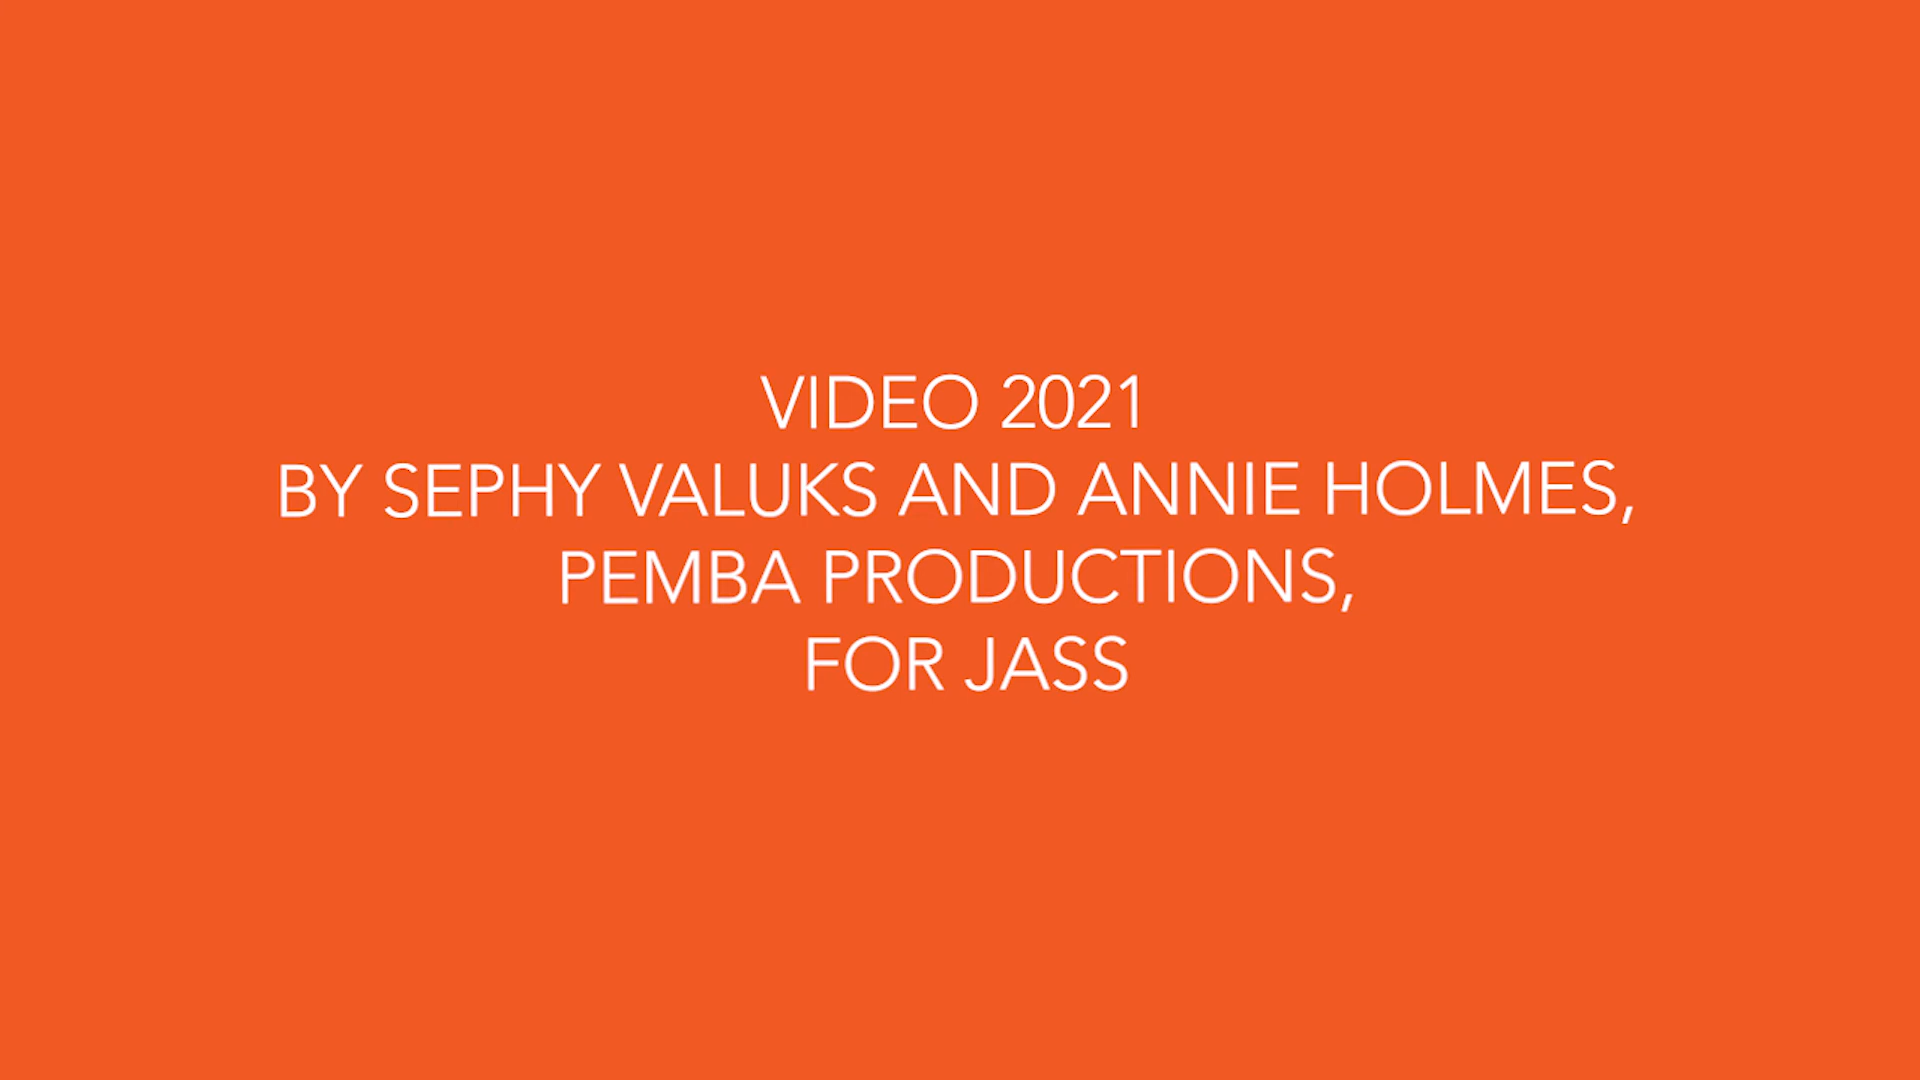 VIDEO 2021
BY SEPHY VALUKS AND ANNIE HOLMES,
PEMBA PRODUCTIONS,
FOR JASS